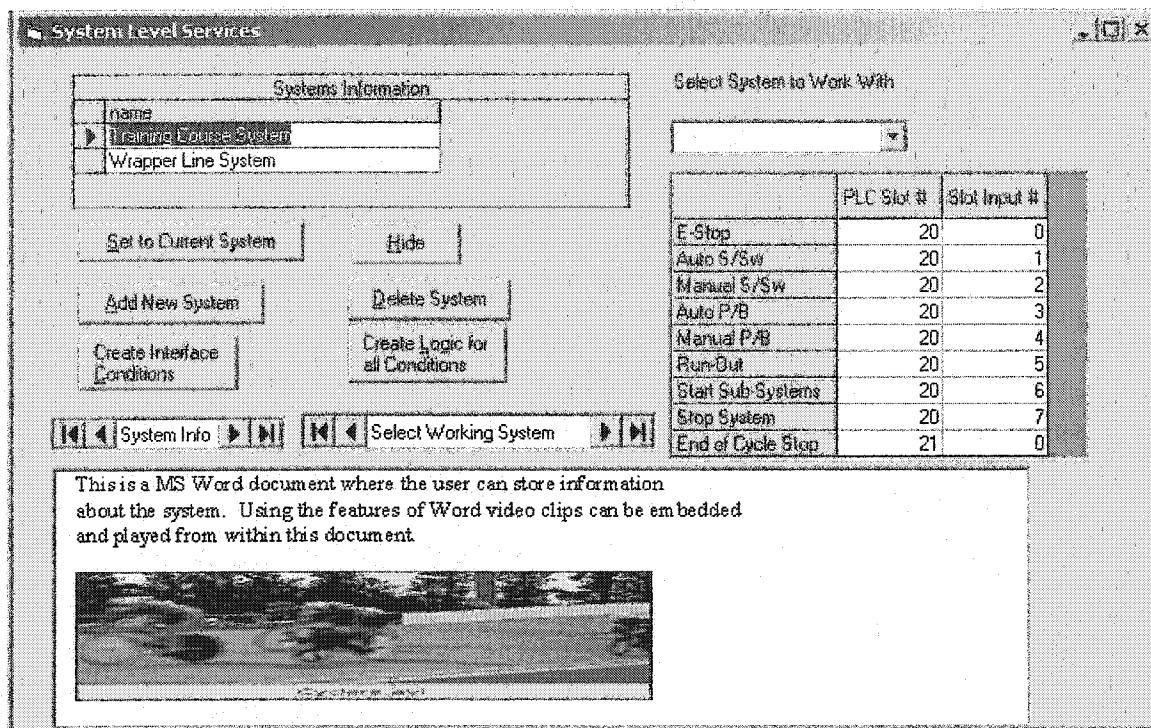 System Level Services
Systems Information
name
Training Course System
Wrapper Line System
Set to Current System
Hide
Add New System
Delete System
Create Interface
Conditions
Create Logic for
all Conditions
System Info
Select Working System
Select System to Work With
PLC Slot # Slot Input #
E-Stop 20 0
Auto S/Sw 20 1
Manual S/Sw 20 2
Auto P/B 20 3
Manual P/B 20 4
Run-Out 20 5
Start Sub-Systems 20 6
Stop System 20 7
End of Cycle Stop 21 0
This is a MS Word document where the user can store information
about the system. Using the features of Word video clips can be embedded
and played from within this document.